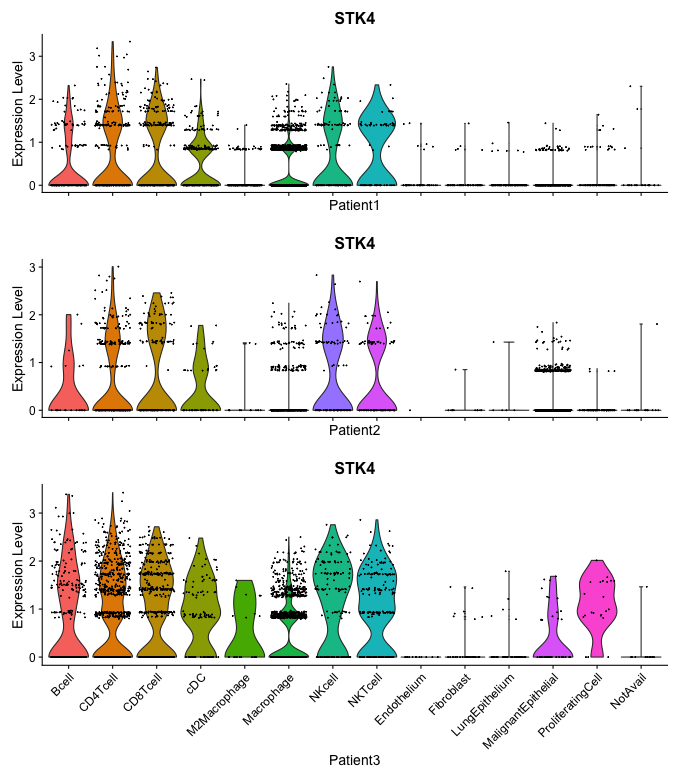 STK4
Expression Level
3
2
1
0
Patient1
STK4
Expression Level
3
2
1
0
Patient2
STK4
Expression Level
3
2
1
0
Bcell
CD4Tcell
CD8Tcell
cDC
M2Macrophage
Macrophage
NKcell
NKTcell
Endothelium
Fibroblast
LungEpithelium
MalignantEpithelial
ProliferatingCell
NotAvail
Patient3